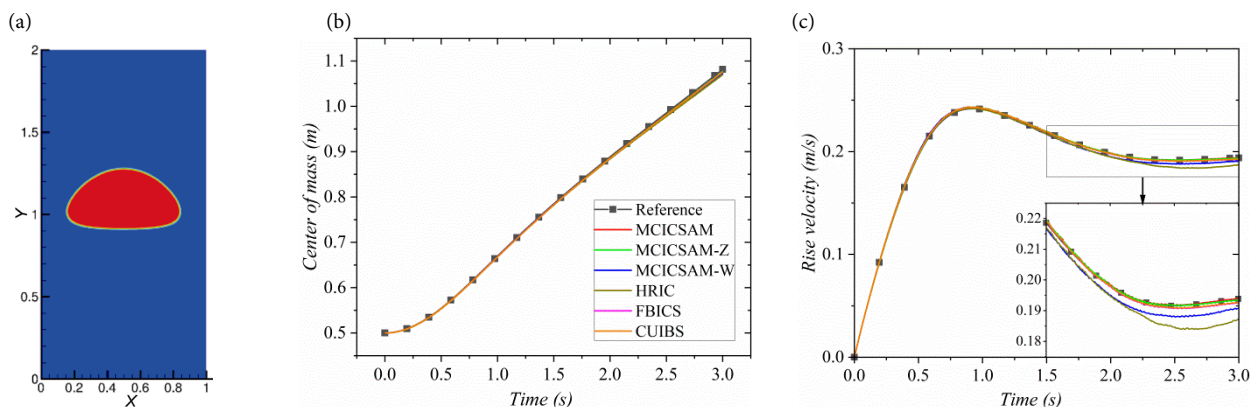 (a)
(b)
(c)
2
1.5
1
0.5
0
Y
0 0.2 0.4 0.6 0.8 1
X
1.1
1.0
0.9
0.8
0.7
0.6
0.5
0.4
Center of mass (m)
Reference
MCICSAM
MCICSAM-Z
MCICSAM-W
HRIC
FBICS
CUIBS
0.0 0.5 1.0 1.5 2.0 2.5 3.0
Time (s)
0.3
0.2
0.1
0.0
Rise velocity (m/s)
0.22
0.21
0.20
0.19
0.18
1.5 2.0 2.5 3.0
0.0 0.5 1.0 1.5 2.0 2.5 3.0
Time (s)